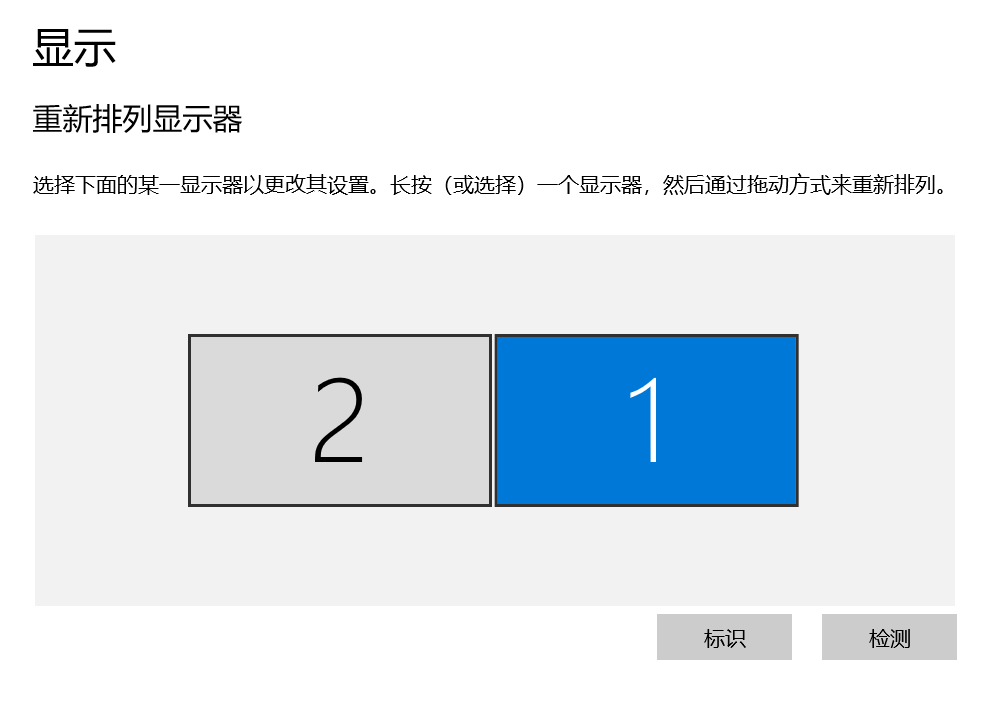 显示
重新排列显示器
选择下面的某一显示器以更改其设置。长按（或选择）一个显示器，然后通过拖动方式来重新排列。
2 1
标识 检测